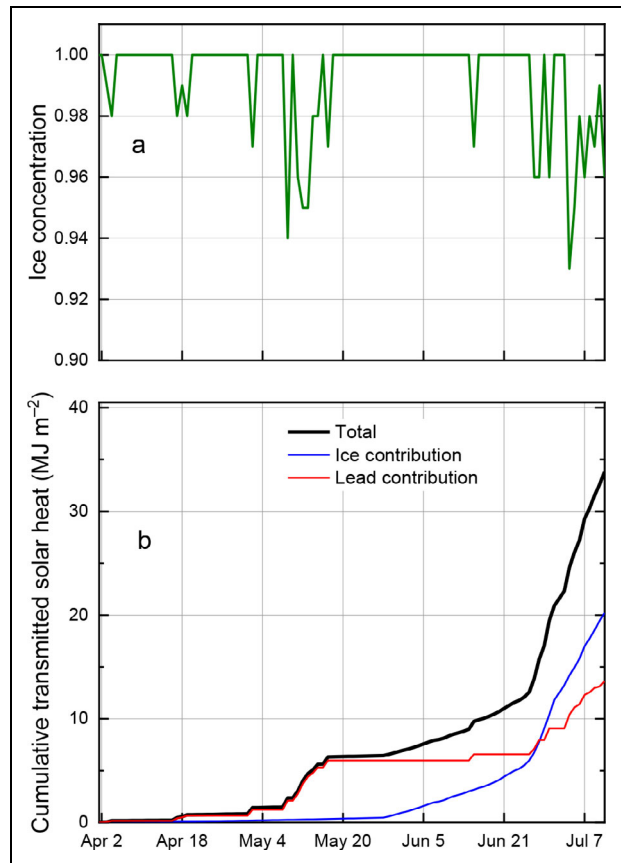 1.00
0.98
0.96
0.94
0.92
0.90
Ice concentration
a
40
30
20
10
0
Cumulative transmitted solar heat (MJ m⁻²)
Total
Ice contribution
Lead contribution
b
Apr 2 Apr 18 May 4 May 20 Jun 5 Jun 21 Jul 7